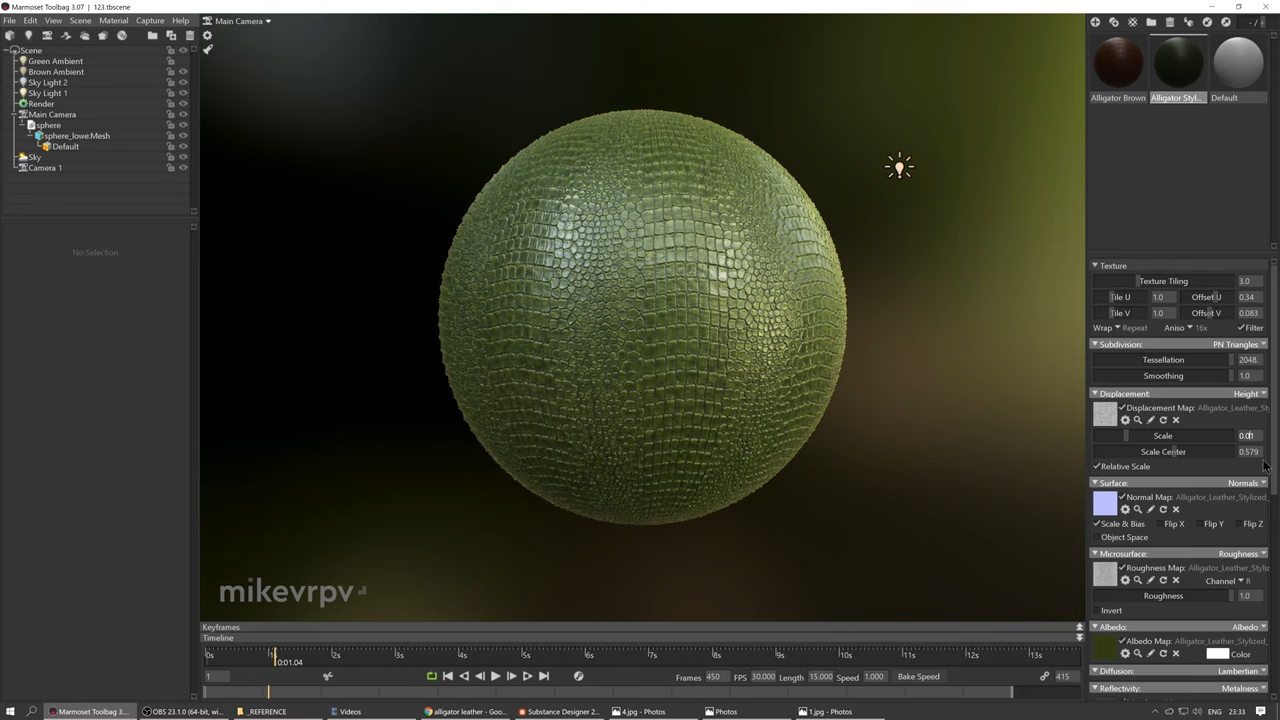 Marmoset Toolbag 3.07 | 123.tbscene
File Edit View Scene Material Capture Help
Main Camera
Scene
Green Ambient
Brown Ambient
Sky Light 2
Sky Light 1
Render
Main Camera
sphere
sphere_lowe:Mesh
Default
Sky
Camera 1
No Selection
mikevrpv
Alligator Brown Alligator Styl... Default
Texture
Texture Tiling 3.0
Tile U 1.0 Offset U 0.34
Tile V 1.0 Offset V 0.083
Wrap Repeat Aniso 16x Filter
Subdivision: PN Triangles
Tessellation 2048.
Smoothing 1.0
Displacement: Height
Displacement Map: Alligator_Leather_St
Scale 0.01
Scale Center 0.579
Relative Scale
Surface: Normals
Normal Map: Alligator_Leather_Stylized_
Scale & Bias Flip X Flip Y Flip Z
Object Space
Microsurface: Roughness
Roughness Map: Alligator_Leather_Styliz
Channel R
Roughness 1.0
Invert
Albedo: Albedo
Albedo Map: Alligator_Leather_Stylized_
Color
Diffusion: Lambertian
Reflectivity: Metalness
Keyframes
Timeline
0s 1s 2s 3s 4s 5s 6s 7s 8s 9s 10s 11s 12s 13s
0:01.04
1 Frames 450 FPS 30.000 Length 15.000 Speed 1.000 Bake Speed 415
Marmoset Toolbag 3... OBS 23.1.0 (64-bit, wi... _REFERENCE Videos alligator leather - Goo... Substance Designer 2... 4.jpg - Photos Photos 1.jpg - Photos ENG 23:33